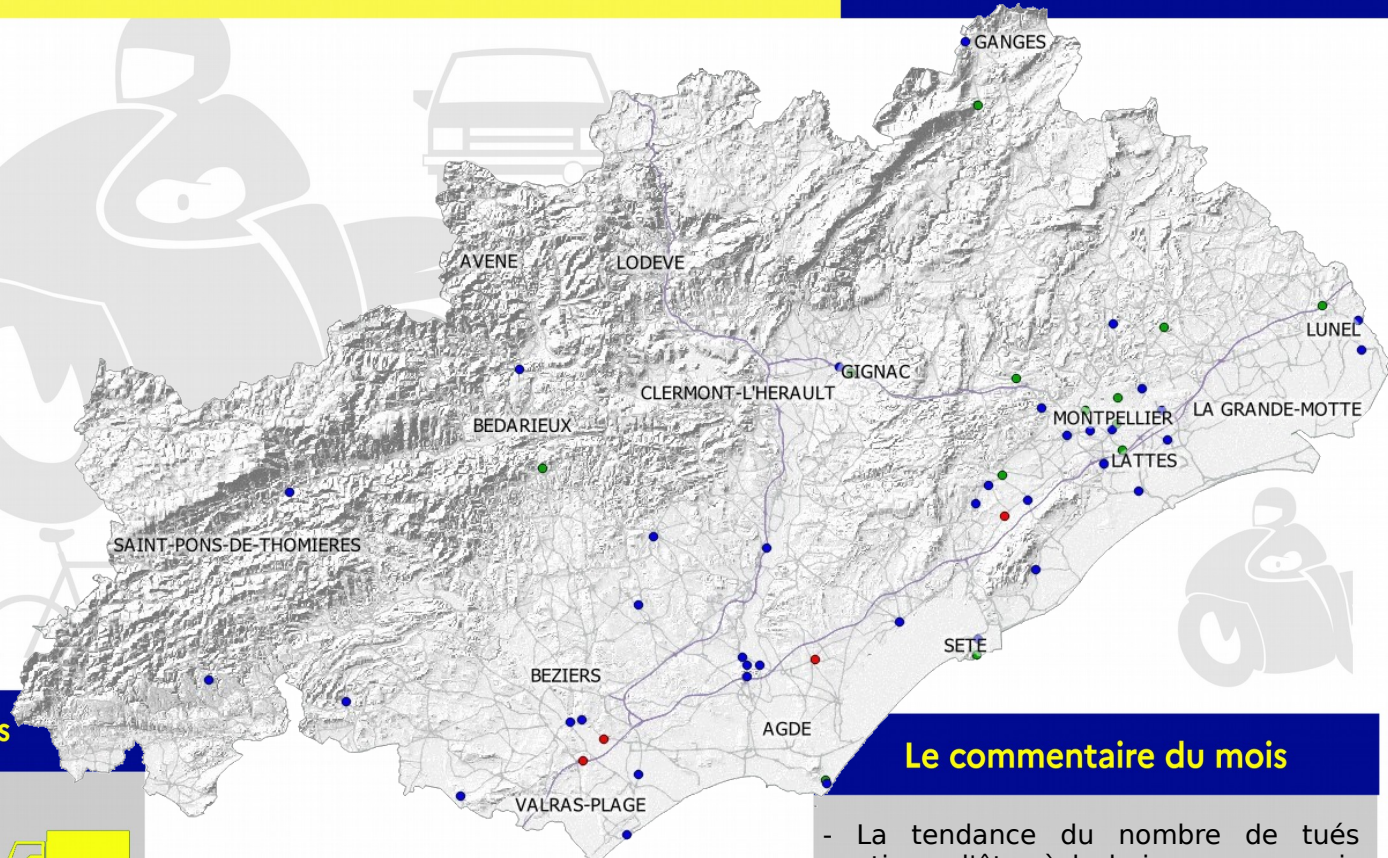 GANGES
AVENE
LODEVE
LUNEL
GIGNAC
CLERMONT-L'HERAULT
LA GRANDE-MOTTE
MONTPELLIER
BEDARIEUX
LATTES
SAINT-PONS-DE-THOMIERES
SETE
BEZIERS
AGDE
s
Le commentaire du mois
VALRAS-PLAGE
- La tendance du nombre de tués